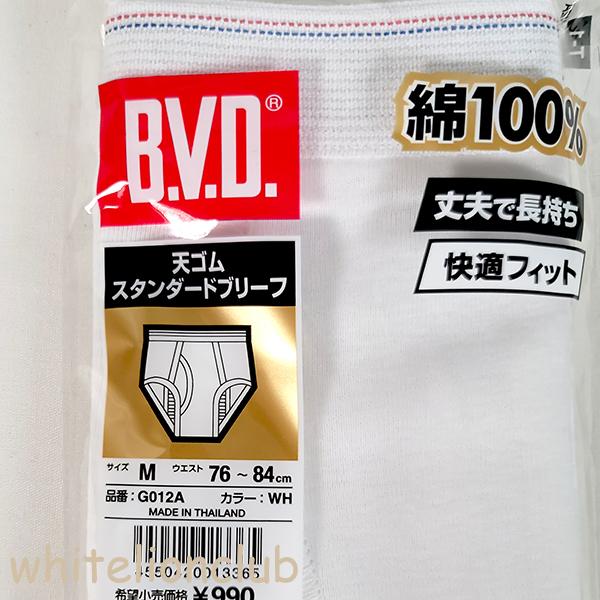 B.V.D.®
綿100%
丈夫で長持ち
快適フィット
天ゴム
スタンダードブリーフ
サイズ M ウエスト 76～84cm
品番：G012A カラー：WH
MADE IN THAILAND
4550420013365
希望小売価格 ¥990
whitelionclub